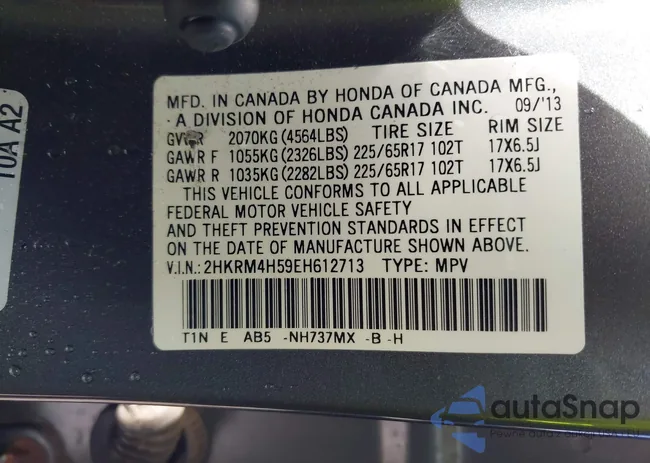 MFD. IN CANADA BY HONDA OF CANADA MFG.,
A DIVISION OF HONDA CANADA INC. 09/'13
GVWR 2070KG (4564LBS) TIRE SIZE RIM SIZE
GAWR F 1055KG (2326LBS) 225/65R17 102T 17X6.5J
GAWR R 1035KG (2282LBS) 225/65R17 102T 17X6.5J
THIS VEHICLE CONFORMS TO ALL APPLICABLE
FEDERAL MOTOR VEHICLE SAFETY
AND THEFT PREVENTION STANDARDS IN EFFECT
ON THE DATE OF MANUFACTURE SHOWN ABOVE.
V.I.N.: 2HKRM4H59EH612713 TYPE: MPV
T1N E AB5 -NH737MX -B -H
A2
autoSnap